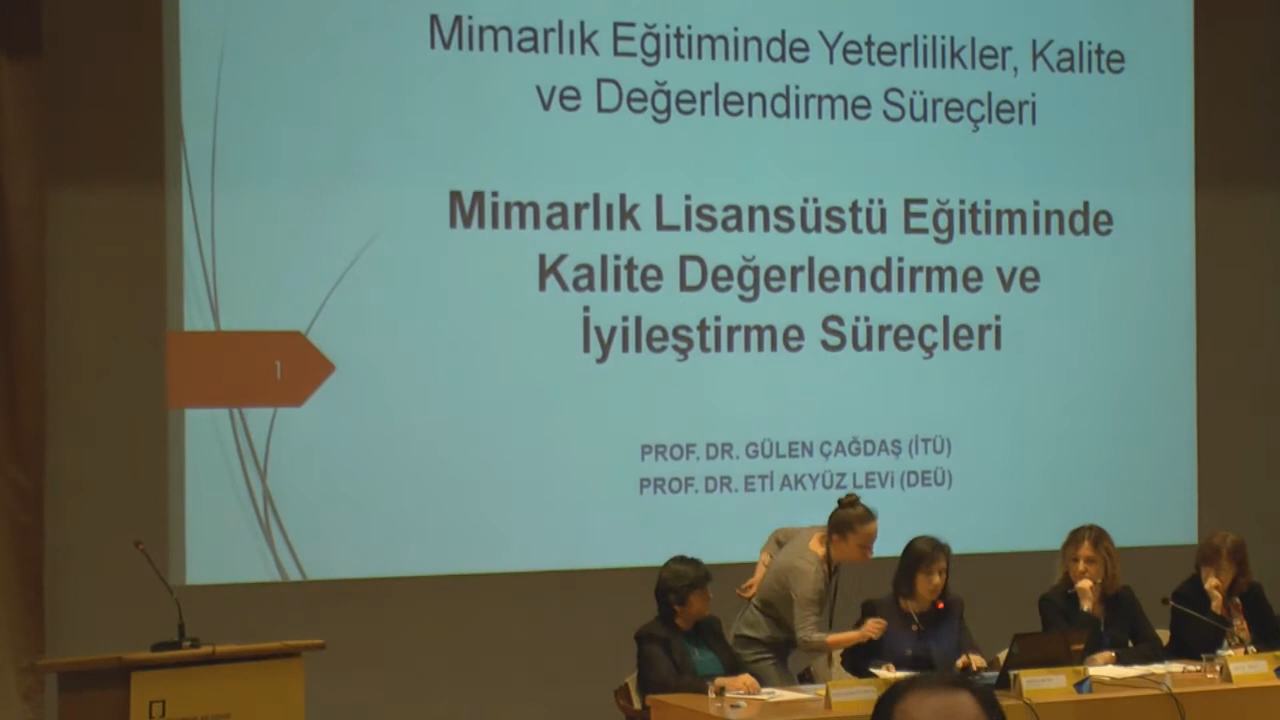 Mimarlık Eğitiminde Yeterlilikler, Kalite
ve Değerlendirme Süreçleri
Mimarlık Lisansüstü Eğitiminde
Kalite Değerlendirme ve
İyileştirme Süreçleri
1
PROF. DR. GÜLEN ÇAĞDAŞ (İTÜ)
PROF. DR. ETİ AKYÜZ LEVİ (DEÜ)